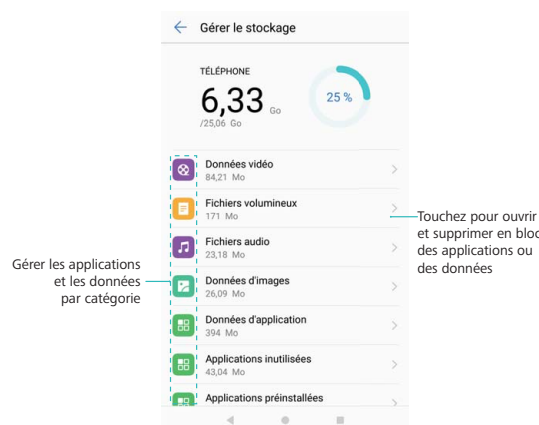 Gérer le stockage
TÉLÉPHONE
6,33 Go
/25,06 Go
25 %
Données vidéo
84,21 Mo
Fichiers volumineux
171 Mo
Fichiers audio
23,18 Mo
Données d'images
26,09 Mo
Données d'application
394 Mo
Applications inutilisées
43,04 Mo
Applications préinstallées
Gérer les applications
et les données
par catégorie
Touchez pour ouvrir
et supprimer en bloc
des applications ou
des données